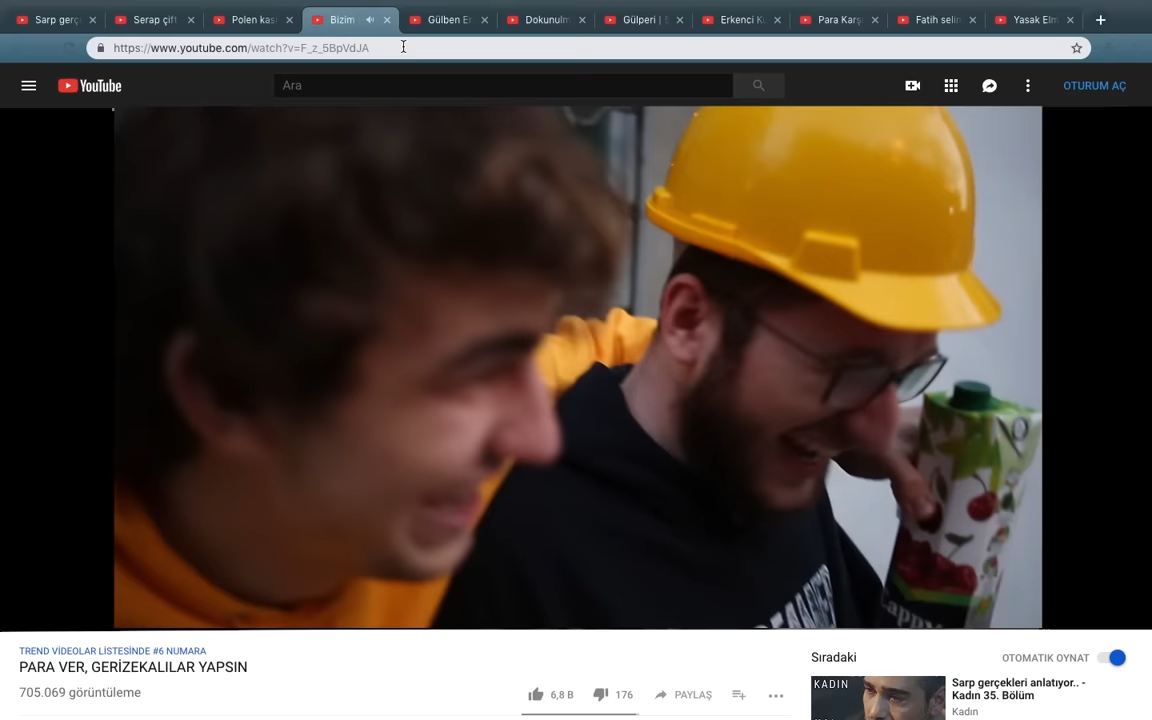 Sarp gerç
Serap çift
Polen kas
Bizim
Gülben E
Dokunulm
Gülperi |
Erkenci K
Para Karş
Fatih selin
Yasak Elm
https://www.youtube.com/watch?v=F_z_5BpVdJA
YouTube
Ara
OTURUM AÇ
TREND VİDEOLAR LİSTESİNDE #6 NUMARA
PARA VER, GERİZEKALILAR YAPSIN
705.069 görüntüleme
6,8 B
176
PAYLAŞ
Sıradaki
OTOMATIK OYNAT
KADIN
Sarp gerçekleri anlatıyor.. -
Kadın 35. Bölüm
Kadın